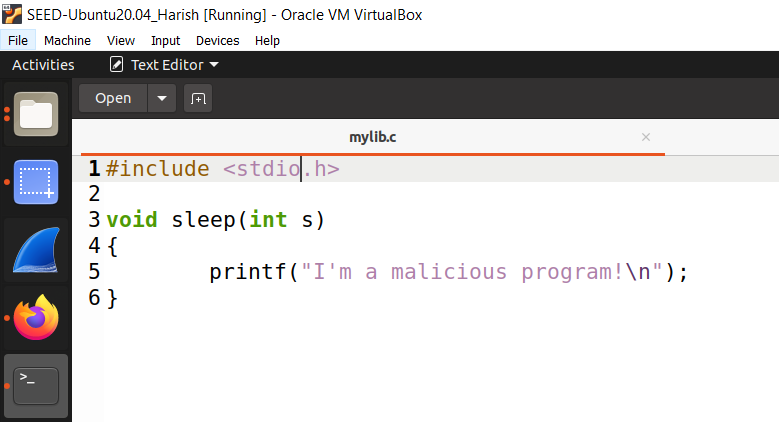 SEED-Ubuntu20.04_Harish [Running] - Oracle VM VirtualBox
File Machine View Input Devices Help
Activities Text Editor
Open
mylib.c ×
1 #include <stdio.h>
2
3 void sleep(int s)
4 {
5 printf("I'm a malicious program!\n");
6 }
>_